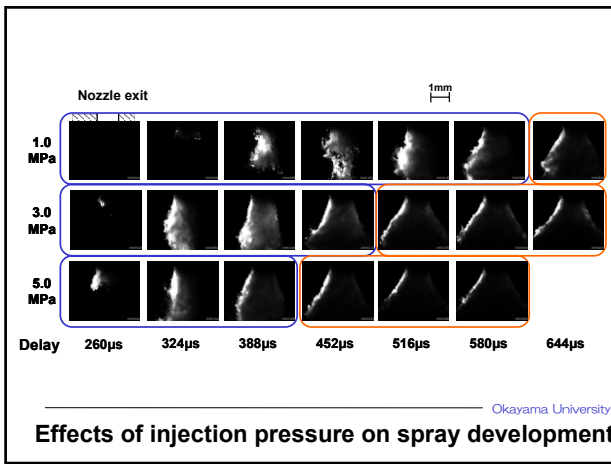 Nozzle exit
1mm
1.0
MPa
3.0
MPa
5.0
MPa
Delay 260μs 324μs 388μs 452μs 516μs 580μs 644μs
Okayama University
Effects of injection pressure on spray development